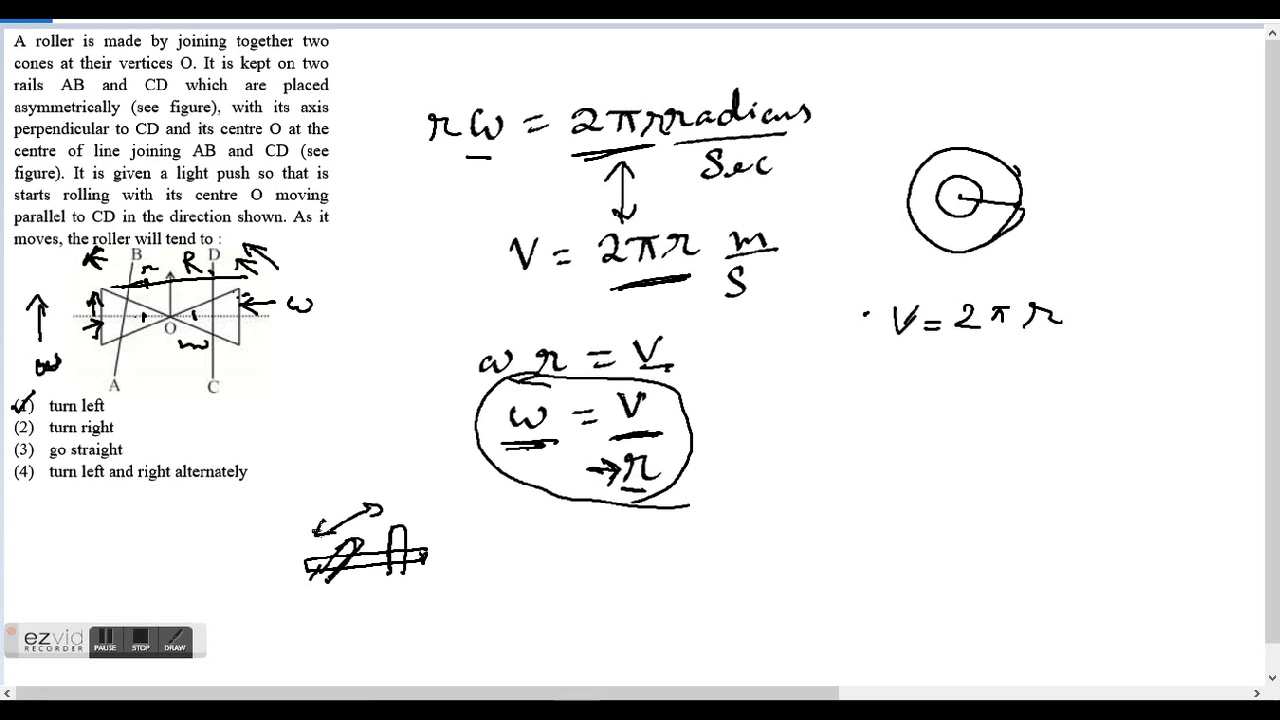 A roller is made by joining together two
cones at their vertices O. It is kept on two
rails AB and CD which are placed
asymmetrically (see figure), with its axis
perpendicular to CD and its centre O at the
centre of line joining AB and CD (see
figure). It is given a light push so that is
starts rolling with its centre O moving
parallel to CD in the direction shown. As it
moves, the roller will tend to :
B
D
r
R
O
ω
A
C
(1) turn left
(2) turn right
(3) go straight
(4) turn left and right alternately
rω = 2πr radians
Sec
V = 2πr m
S
ω r = V
ω = V
r
V = 2πr
ezvid
RECORDER
PAUSE
STOP
DRAW